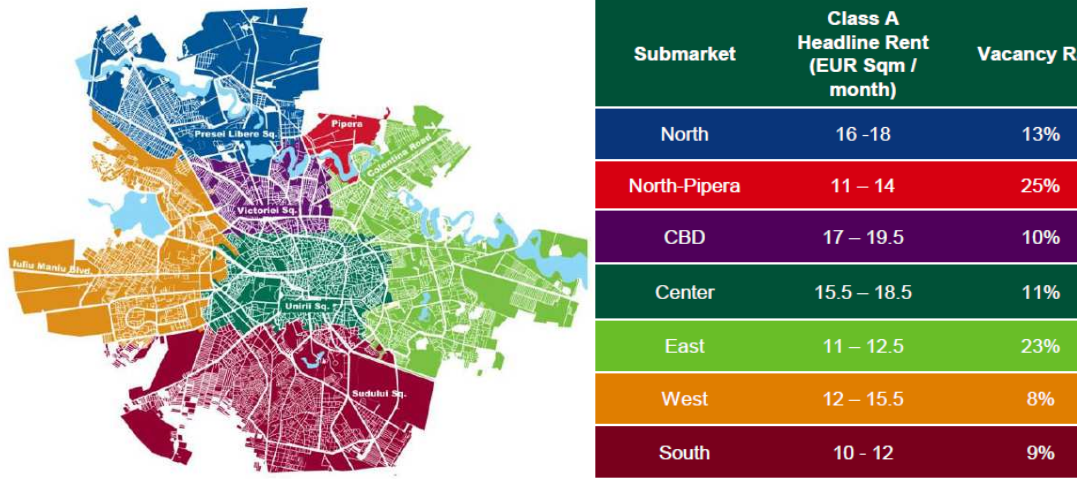 Presei Libere Sq.
Pipera
Colentina Road
Victoriei Sq.
Iuliu Maniu Blvd.
Unirii Sq.
Sudului Sq.
Submarket
Class A
Headline Rent
(EUR Sqm /
month)
Vacancy R
North 16 -18 13%
North-Pipera 11 – 14 25%
CBD 17 – 19.5 10%
Center 15.5 – 18.5 11%
East 11 – 12.5 23%
West 12 – 15.5 8%
South 10 - 12 9%